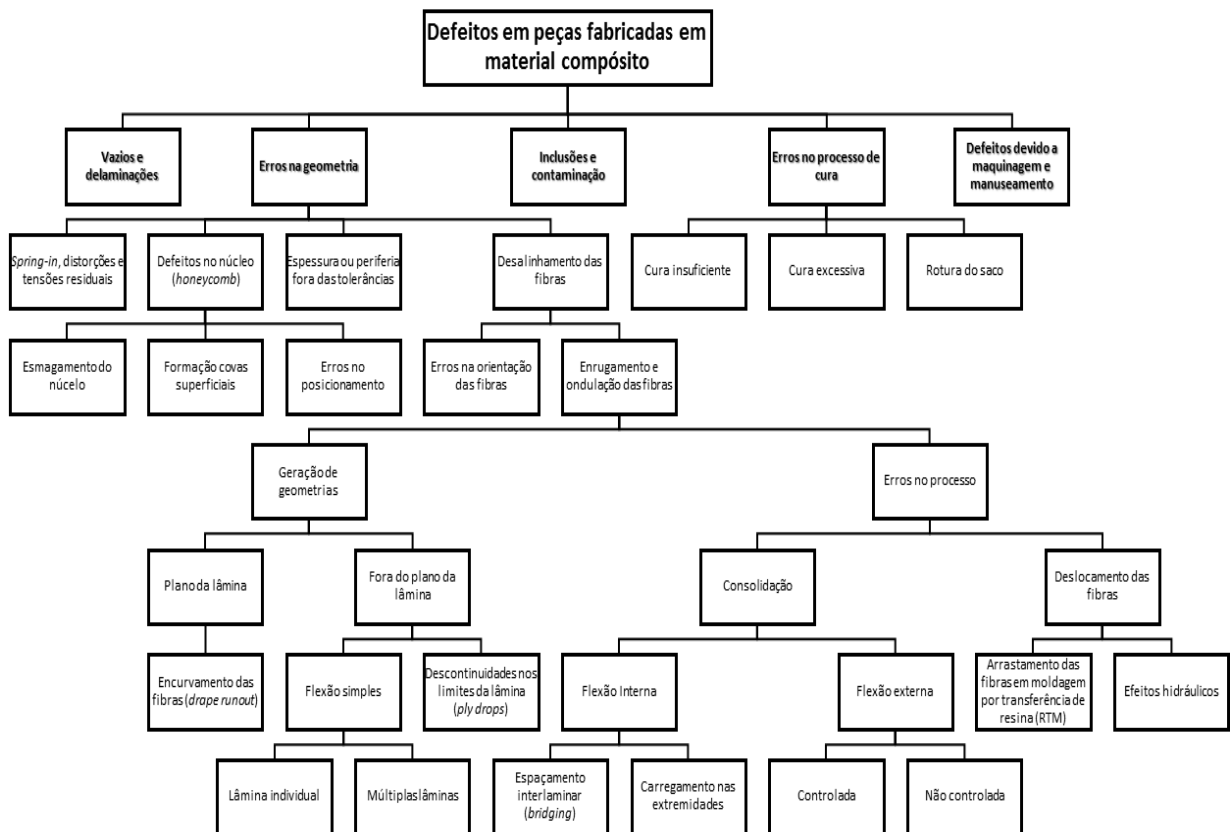 Defeitos em peças fabricadas em
material compósito
Vazios e
delaminações
Erros na geometria
Inclusões e
contaminação
Erros no processo de
cura
Defeitos devido a
maquinagem e
manuseamento
Spring-in, distorções e
tensões residuais
Defeitos no núcleo
(honeycomb)
Espessura ou periferia
fora das tolerâncias
Desalinhamento das
fibras
Cura insuficiente
Cura excessiva
Rotura do saco
Esmagamento do
núcelo
Formação covas
superficiais
Erros no
posicionamento
Erros na orientação
das fibras
Enrugamento e
ondulação das fibras
Geração de
geometrias
Erros no processo
Plano da lâmina
Fora do plano da
lâmina
Consolidação
Deslocamento das
fibras
Encurvamento das
fibras (drape runout)
Flexão simples
Descontinuidades nos
limites da lâmina
(ply drops)
Flexão Interna
Flexão externa
Arrastamento das
fibras em moldagem
por transferência de
resina (RTM)
Efeitos hidráulicos
Lâmina individual
Múltiplas lâminas
Espaçamento
interlaminar
(bridging)
Carregamento nas
extremidades
Controlada
Não controlada